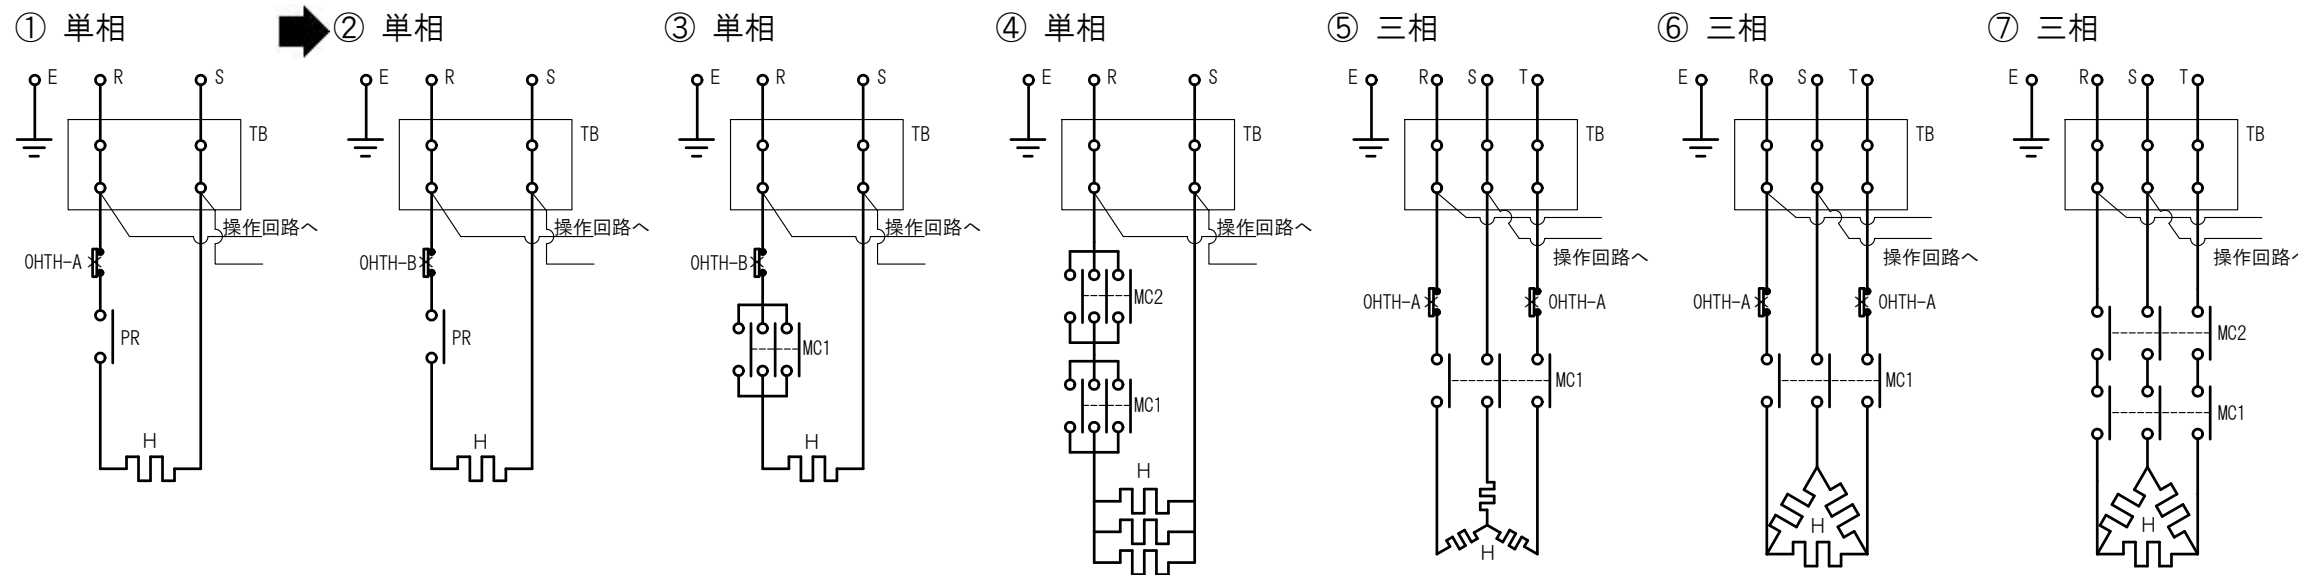 ① 単相
E R S
TB
操作回路へ
OHTH-A
PR
H
② 単相
E R S
TB
操作回路へ
OHTH-B
PR
H
③ 単相
E R S
TB
操作回路へ
OHTH-B
MC1
H
④ 単相
E R S
TB
操作回路へ
MC2
MC1
H
⑤ 三相
E R S T
TB
操作回路へ
OHTH-A OHTH-A
MC1
H
⑥ 三相
E R S T
TB
操作回路へ
OHTH-A OHTH-A
MC1
H
⑦ 三相
E R S T
TB
操作回路へ
MC2
MC1
H